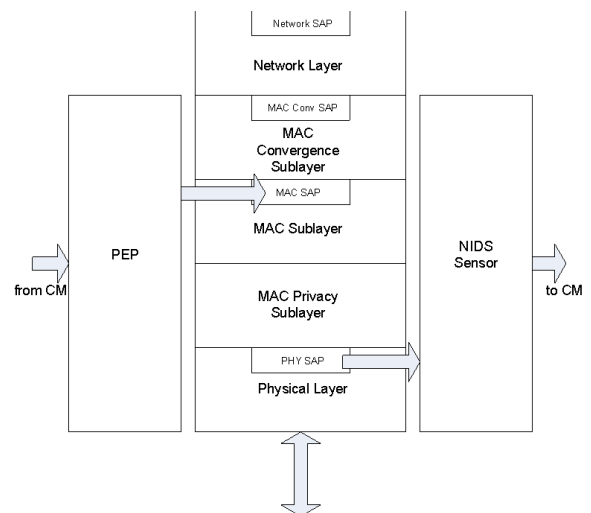 Network SAP
Network Layer
MAC Conv SAP
MAC
Convergence
Sublayer
MAC SAP
MAC Sublayer
PEP
NIDS
Sensor
from CM
to CM
MAC Privacy
Sublayer
PHY SAP
Physical Layer